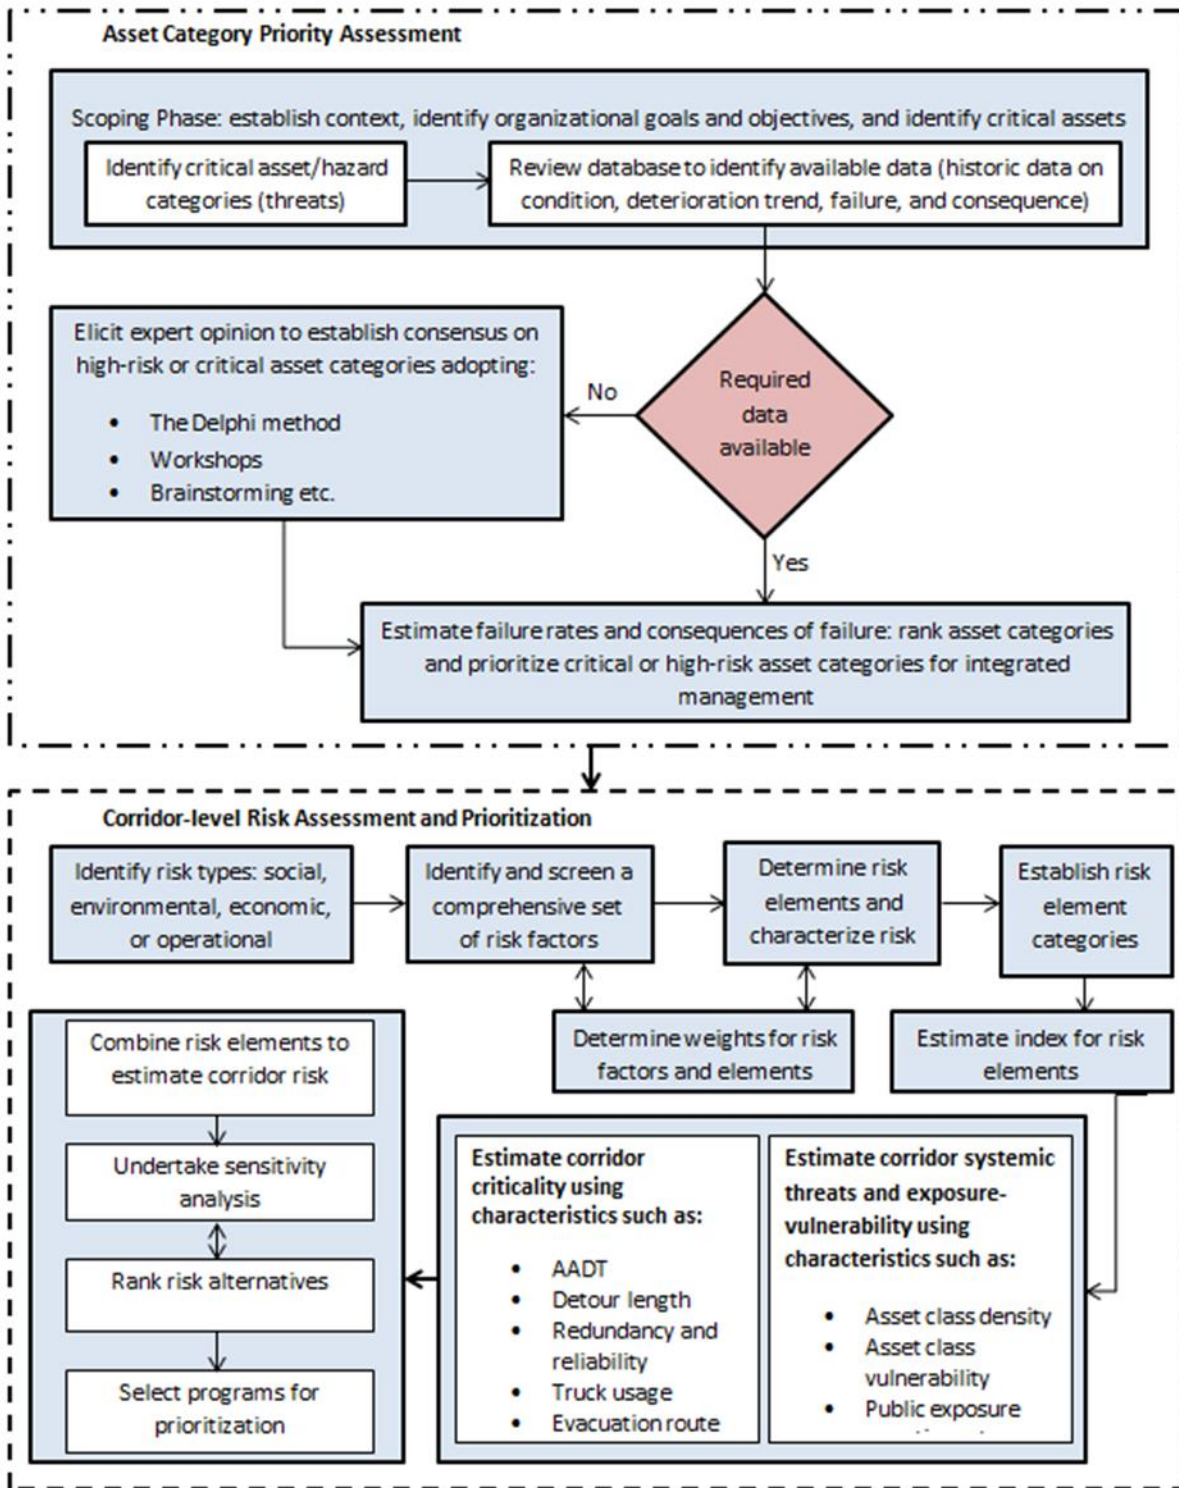 Asset Category Priority Assessment
Scoping Phase: establish context, identify organizational goals and objectives, and identify critical assets
Identify critical asset/hazard
categories (threats)
Review database to identify available data (historic data on
condition, deterioration trend, failure, and consequence)
Elicit expert opinion to establish consensus on
high-risk or critical asset categories adopting:
• The Delphi method
• Workshops
• Brainstorming etc.
No
Required
data
available
Yes
Estimate failure rates and consequences of failure: rank asset categories
and prioritize critical or high-risk asset categories for integrated
management
Corridor-level Risk Assessment and Prioritization
Identify risk types: social,
environmental, economic,
or operational
Identify and screen a
comprehensive set
of risk factors
Determine risk
elements and
characterize risk
Establish risk
element
categories
Determine weights for risk
factors and elements
Estimate index for risk
elements
Combine risk elements to
estimate corridor risk
Undertake sensitivity
analysis
Rank risk alternatives
Select programs for
prioritization
Estimate corridor
criticality using
characteristics such as:
• AADT
• Detour length
• Redundancy and
reliability
• Truck usage
• Evacuation route
Estimate corridor systemic
threats and exposure-
vulnerability using
characteristics such as:
• Asset class density
• Asset class
vulnerability
• Public exposure